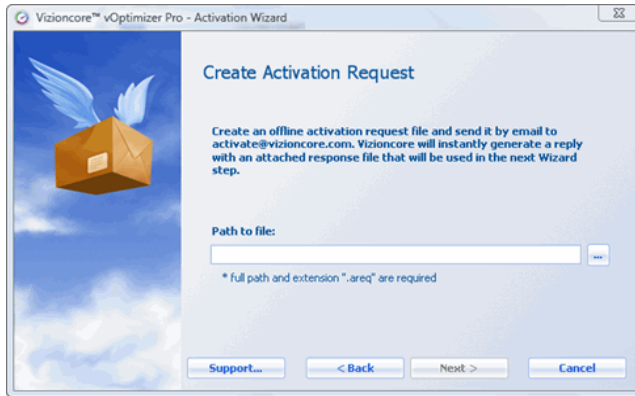 Vizioncore™ vOptimizer Pro - Activation Wizard
Create Activation Request
Create an offline activation request file and send it by email to
activate@vizioncore.com. Vizioncore will instantly generate a reply
with an attached response file that will be used in the next Wizard
step.
Path to file:
...
* full path and extension ".areq" are required
Support... < Back Next > Cancel